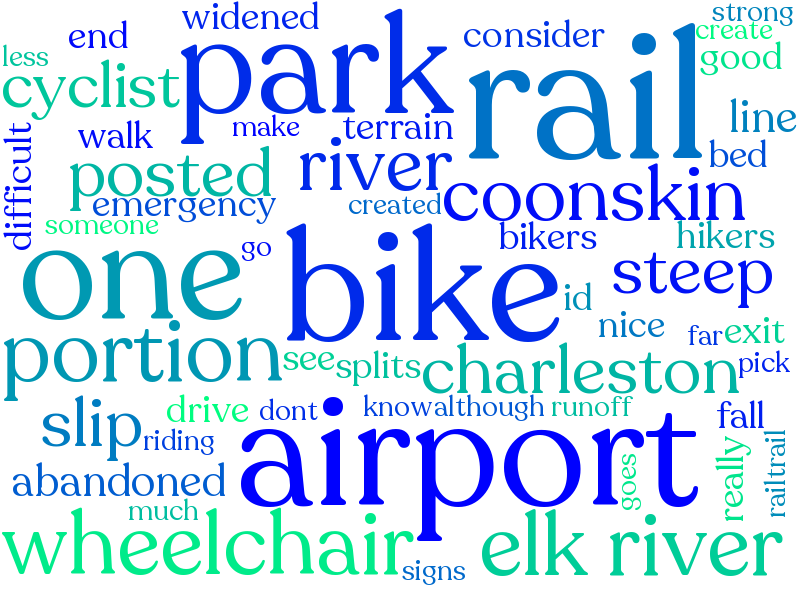 widened
strong
end
park
rail
consider
create
less
good
cyclist
walk
make
terrain
line
difficult
posted
river
bed
emergency
created
coonskin
someone
go
bikers
hikers
one
bike
steep
id
nice
far
exit
portion
see
splits
charleston
pick
slip
drive
dont
know
although
runoff
fall
riding
airport
really
railtrail
abandoned
goes
much
wheelchair
elk river
signs